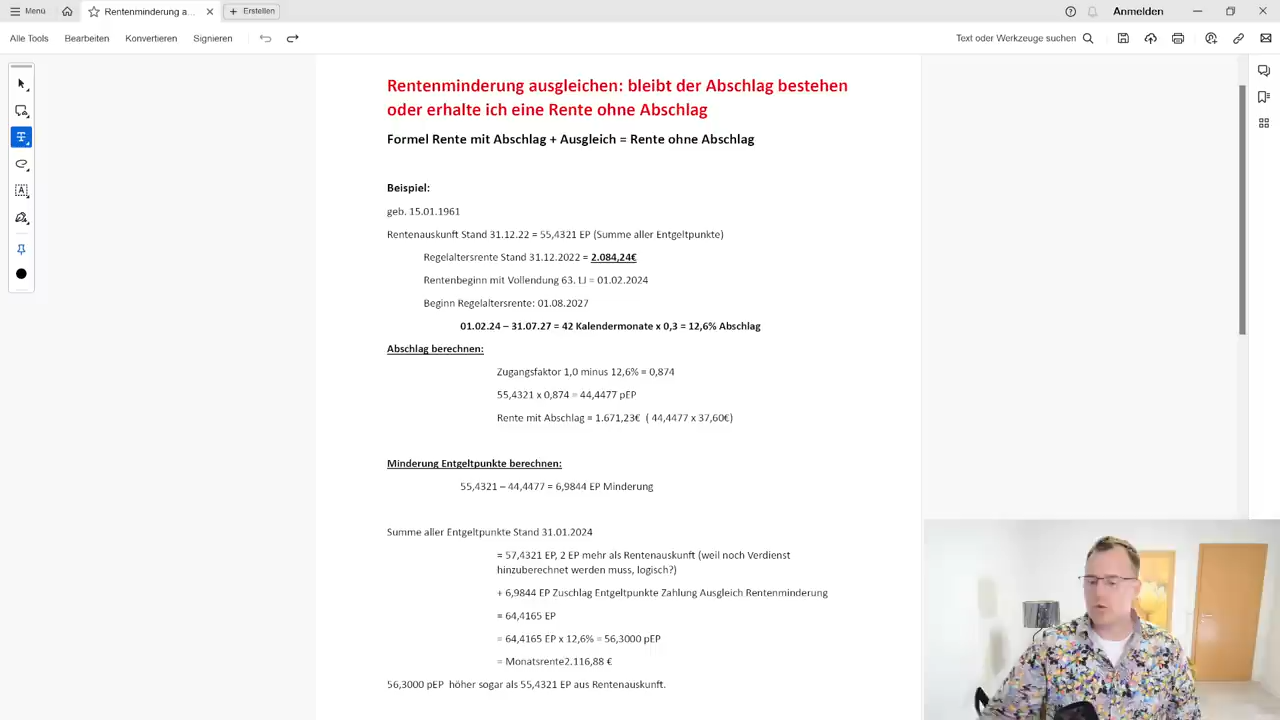 Menü
Rentenminderung a...
Erstellen
Anmelden
Alle Tools
Bearbeiten
Konvertieren
Signieren
Text oder Werkzeuge suchen
Rentenminderung ausgleichen: bleibt der Abschlag bestehen
oder erhalte ich eine Rente ohne Abschlag
Formel Rente mit Abschlag + Ausgleich = Rente ohne Abschlag
Beispiel:
geb. 15.01.1961
Rentenauskunft Stand 31.12.22 = 55,4321 EP (Summe aller Entgeltpunkte)
Regelaltersrente Stand 31.12.2022 = 2.084,24€
Rentenbeginn mit Vollendung 63. LJ = 01.02.2024
Beginn Regelaltersrente: 01.08.2027
01.02.24 – 31.07.27 = 42 Kalendermonate x 0,3 = 12,6% Abschlag
Abschlag berechnen:
Zugangsfaktor 1,0 minus 12,6% = 0,874
55,4321 x 0,874 = 44,4477 pEP
Rente mit Abschlag = 1.671,23€ ( 44,4477 x 37,60€)
Minderung Entgeltpunkte berechnen:
55,4321 – 44,4477 = 6,9844 EP Minderung
Summe aller Entgeltpunkte Stand 31.01.2024
= 57,4321 EP, 2 EP mehr als Rentenauskunft (weil noch Verdienst
hinzuberechnet werden muss, logisch?)
+ 6,9844 EP Zuschlag Entgeltpunkte Zahlung Ausgleich Rentenminderung
= 64,4165 EP
= 64,4165 EP x 12,6% = 56,3000 pEP
= Monatsrente2.116,88 €
56,3000 pEP höher sogar als 55,4321 EP aus Rentenauskunft.